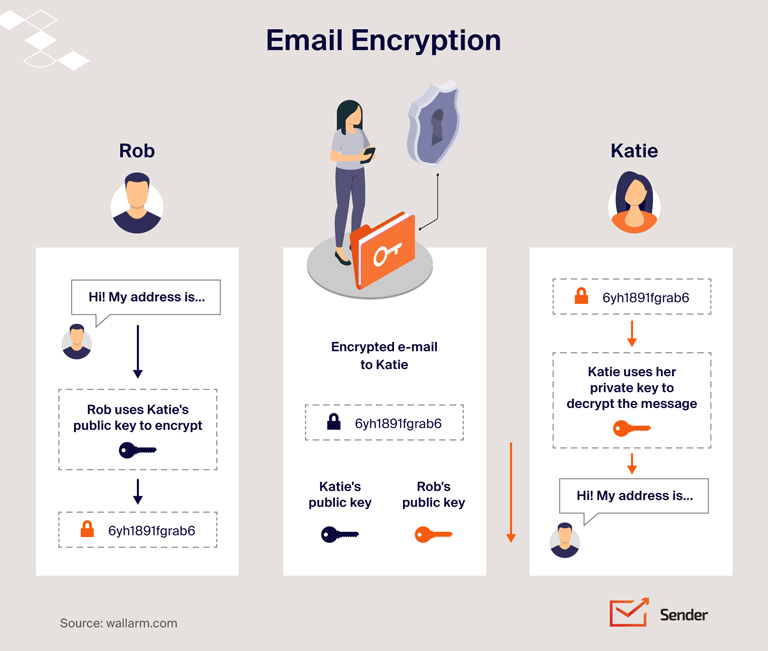 Email Encryption
Rob
Hi! My address is...
Rob uses Katie's
public key to encrypt
6yh1891fgrab6
Encrypted e-mail
to Katie
6yh1891fgrab6
Katie's
public key
Rob's
public key
Katie
6yh1891fgrab6
Katie uses her
private key to
decrypt the message
Hi! My address is...
Source: wallarm.com
Sender